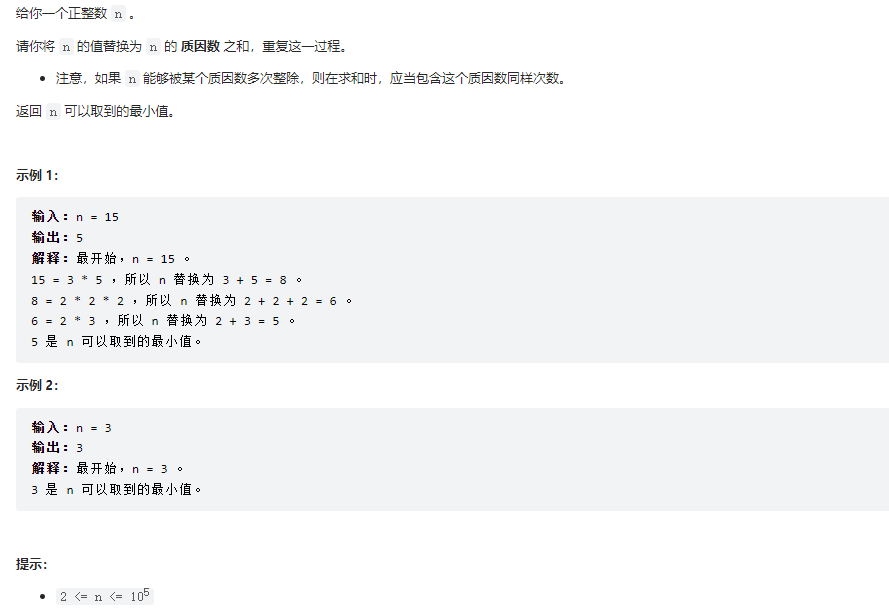 给你一个正整数 n 。
请你将 n 的值替换为 n 的 质因数 之和，重复这一过程。
• 注意，如果 n 能够被某个质因数多次整除，则在求和时，应当包含这个质因数同样次数。
返回 n 可以取到的最小值。
示例 1：
输入：n = 15
输出：5
解释：最开始，n = 15 。
15 = 3 * 5 ，所以 n 替换为 3 + 5 = 8 。
8 = 2 * 2 * 2 ，所以 n 替换为 2 + 2 + 2 = 6 。
6 = 2 * 3 ，所以 n 替换为 2 + 3 = 5 。
5 是 n 可以取到的最小值。
示例 2：
输入：n = 3
输出：3
解释：最开始，n = 3 。
3 是 n 可以取到的最小值。
提示：
• 2 <= n <= 10⁵